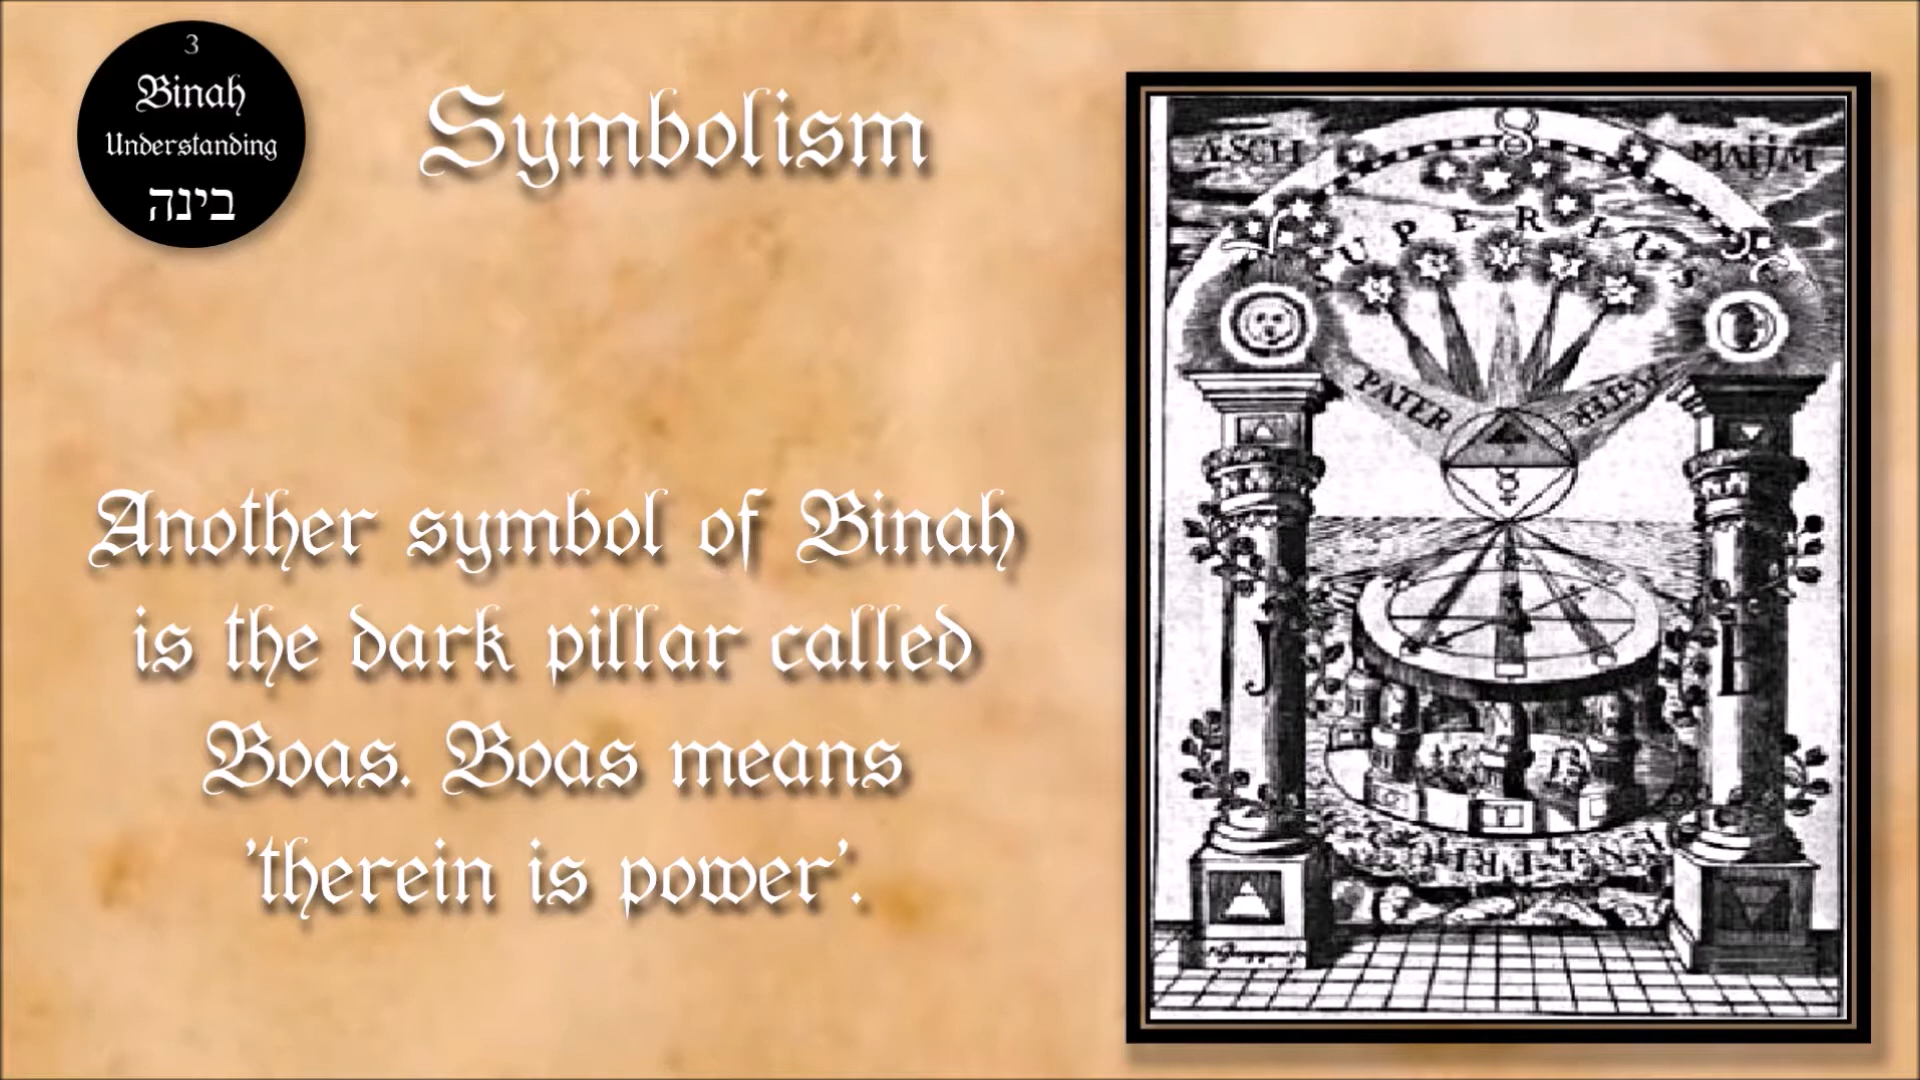 3
Binah
Understanding
בינה
Symbolism
Another symbol of Binah
is the dark pillar called
Boas. Boas means
'therein is power'.
ÆSCH
MAIJM
SUPERIUS
PATER
MATER
J